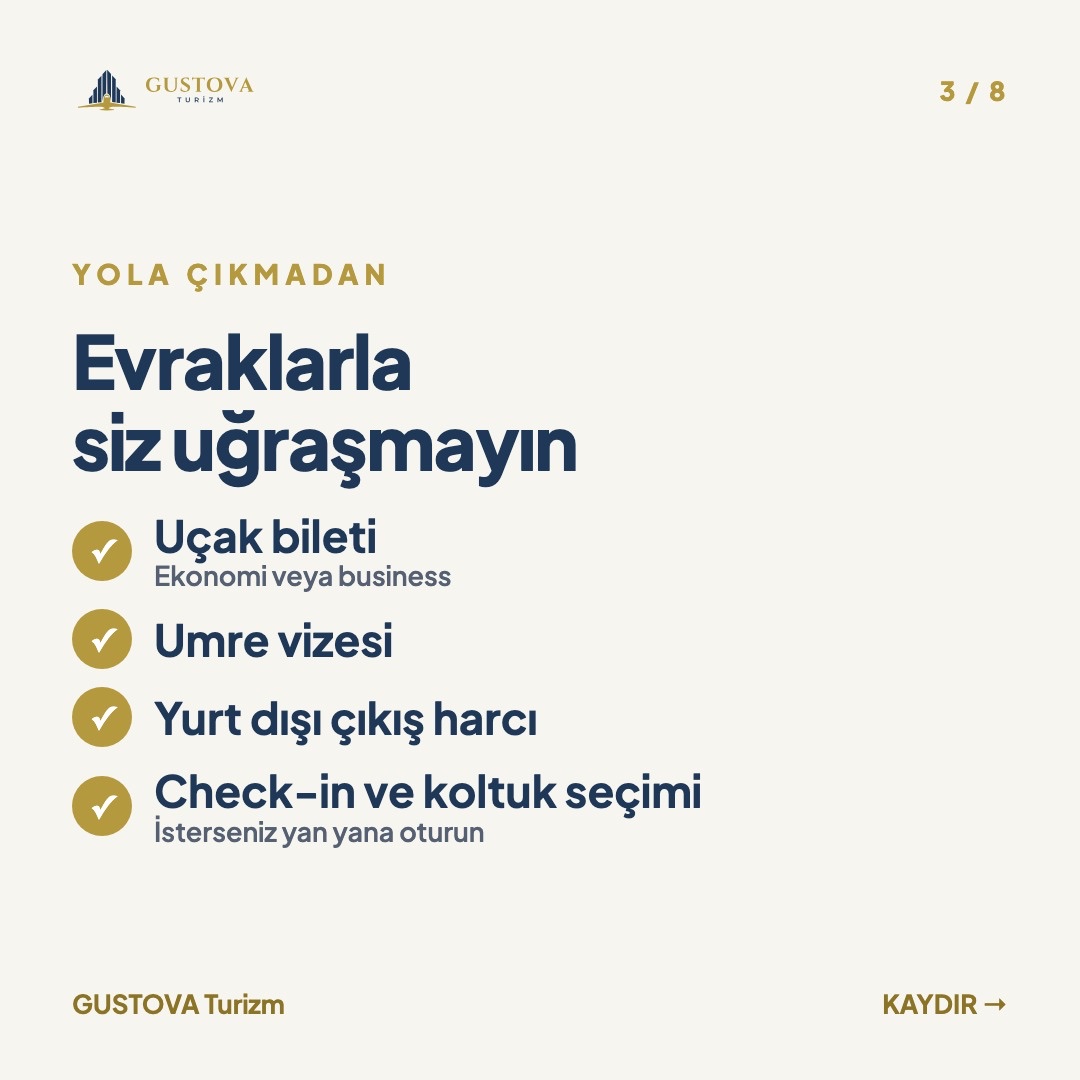 GUSTOVA
TURİZM
3 / 8
YOLA ÇIKMADAN
Evraklarla
siz uğraşmayın
Uçak bileti
Ekonomi veya business
Umre vizesi
Yurt dışı çıkış harcı
Check-in ve koltuk seçimi
İsterseniz yan yana oturun
GUSTOVA Turizm
KAYDIR →